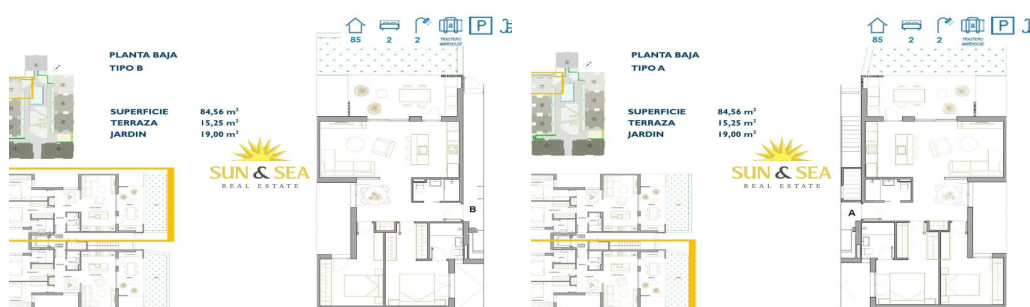 85 2 2 TRASTERO P
WAREHOUSE
PLANTA BAJA
TIPO B
SUPERFICIE 84,56 m²
TERRAZA 15,25 m²
JARDIN 19,00 m²
SUN & SEA
REAL ESTATE
B
85 2 2 TRASTERO P
WAREHOUSE
PLANTA BAJA
TIPO A
SUPERFICIE 84,56 m²
TERRAZA 15,25 m²
JARDIN 19,00 m²
SUN & SEA
REAL ESTATE
A